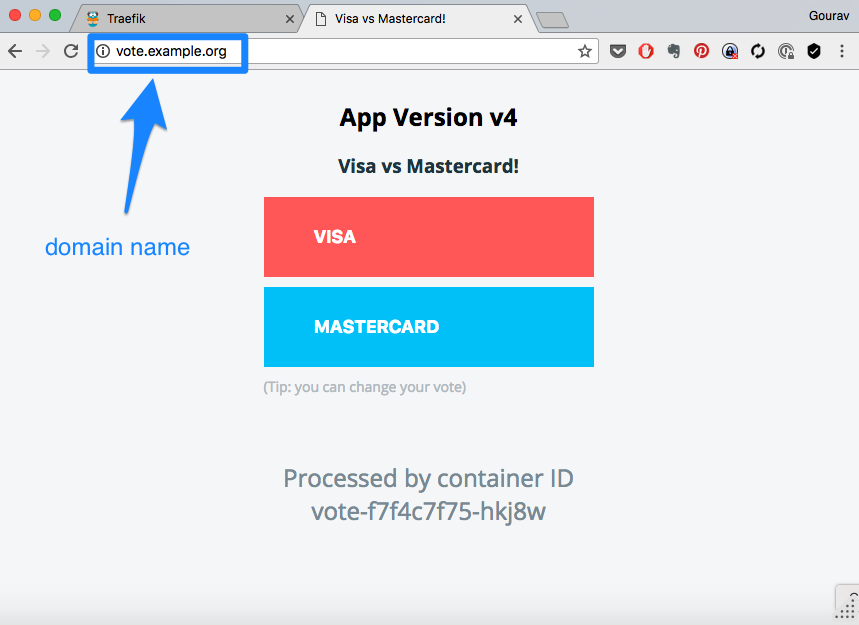 Traefik
Visa vs Mastercard!
Gourav
vote.example.org
App Version v4
Visa vs Mastercard!
domain name
VISA
MASTERCARD
(Tip: you can change your vote)
Processed by container ID
vote-f7f4c7f75-hkj8w